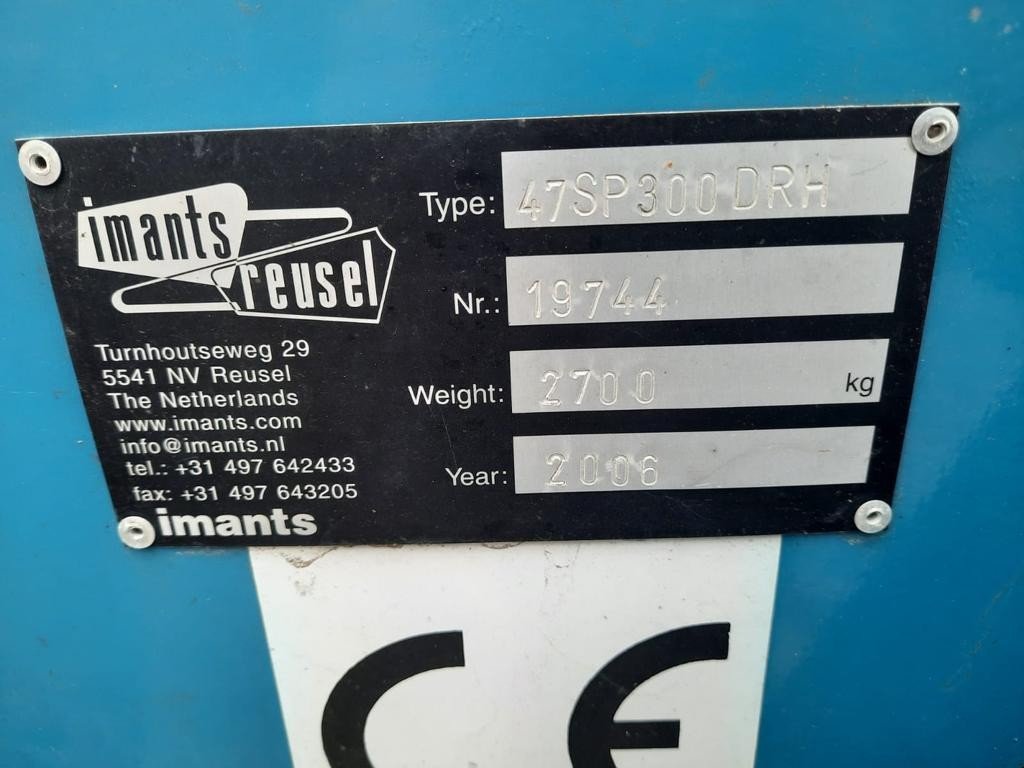 imants
reusel
Turnhoutseweg 29
5541 NV Reusel
The Netherlands
www.imants.com
info@imants.nl
tel.: +31 497 642433
fax: +31 497 643205
imants
Type: 47SP300DRH
Nr.: 19744
Weight: 2700 kg
Year: 2006
CE